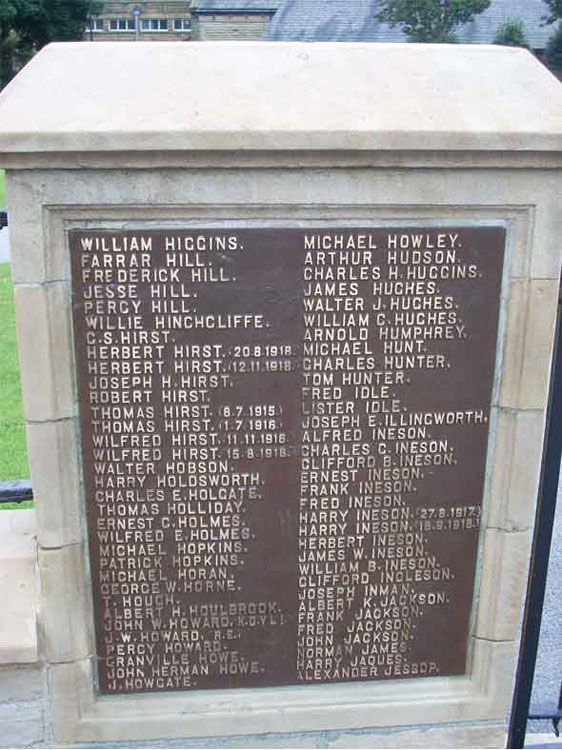 WILLIAM HIGGINS.
FARRAR HILL.
FREDERICK HILL.
JESSE HILL.
PERCY HILL.
WILLIE HINCHCLIFFE.
C.S. HIRST.
HERBERT HIRST. (20.8.1918.
HERBERT HIRST. (12.11.1918.
JOSEPH H. HIRST.
ROBERT HIRST.
THOMAS HIRST. (8.7.1915)
THOMAS HIRST. (1.7.1916)
WILFRED HIRST. (11.11.1916)
WILFRED HIRST. (15.8.1918)
WALTER HOBSON.
HARRY HOLDSWORTH.
CHARLES E. HOLGATE.
THOMAS HOLLIDAY.
ERNEST C. HOLMES.
WILFRED E. HOLMES.
MICHAEL HOPKINS.
PATRICK HOPKINS.
MICHAEL HORAN.
GEORGE W. HORNE.
T. HOUGH.
ALBERT H. HOULBROOK.
JOHN W. HOWARD, K.O.Y.L.I.
J.W. HOWARD, R.E.
PERCY HOWARD.
GRANVILLE HOWE.
JOHN HERMAN HOWE.
J. HOWGATE.
MICHAEL HOWLEY.
ARTHUR HUDSON.
CHARLES H. HUGGINS.
JAMES HUGHES.
WALTER J. HUGHES.
WILLIAM G. HUGHES.
ARNOLD HUMPHREY.
MICHAEL HUNT.
CHARLES HUNTER.
TOM HUNTER.
FRED IDLE.
LISTER IDLE.
JOSEPH E. ILLINGWORTH.
ALFRED INESON.
CHARLES C. INESON.
CLIFFORD B. INESON.
ERNEST INESON.
FRANK INESON.
FRED INESON.
HARRY INESON. (27.8.1917)
HARRY INESON. (18.9.1918.)
HERBERT INESON.
JAMES W. INESON.
WILLIAM B. INESON.
CLIFFORD INGLESON.
JOSEPH INMAN.
ALBERT K. JACKSON.
FRANK JACKSON.
FRED JACKSON.
JOHN JACKSON.
NORMAN JAMES.
HARRY JAQUES.
ALEXANDER JESSOP.